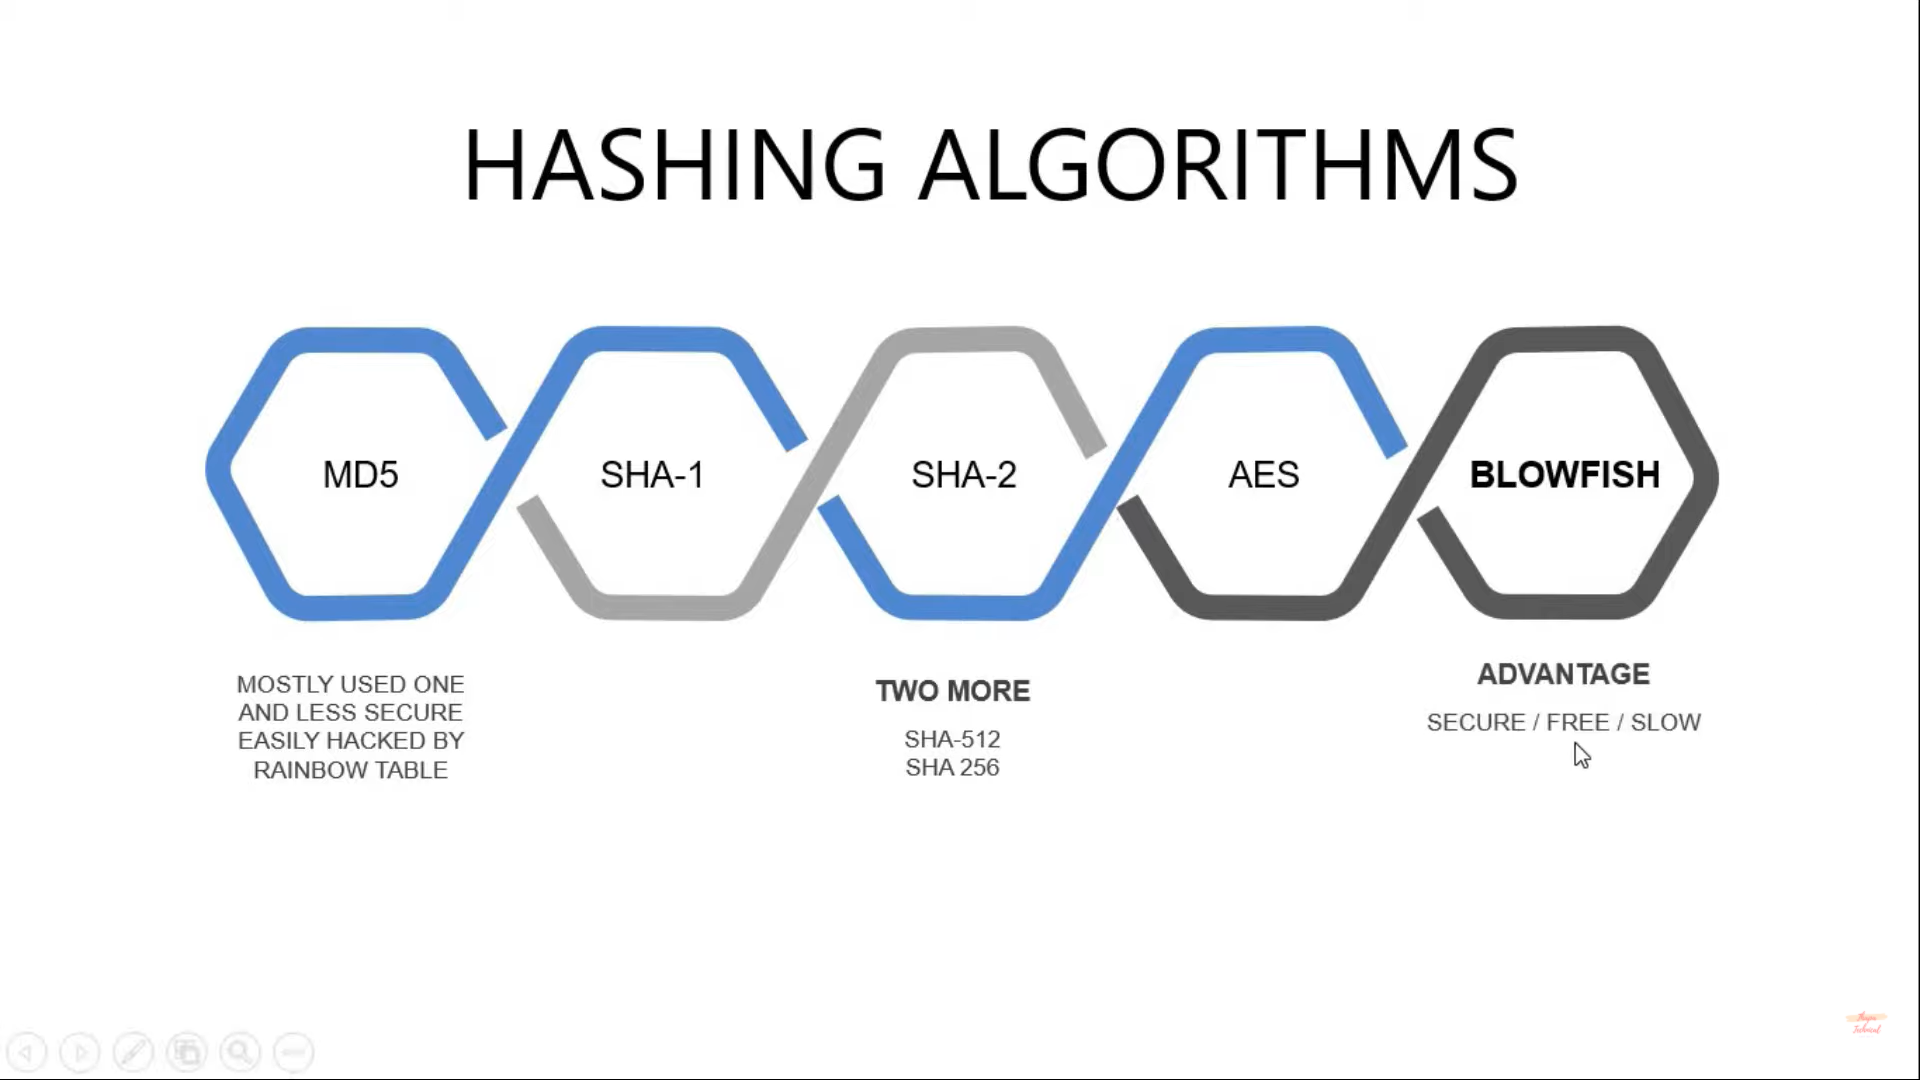 HASHING ALGORITHMS
MD5
SHA-1
SHA-2
AES
BLOWFISH
MOSTLY USED ONE
AND LESS SECURE
EASILY HACKED BY
RAINBOW TABLE
TWO MORE
SHA-512
SHA 256
ADVANTAGE
SECURE / FREE / SLOW